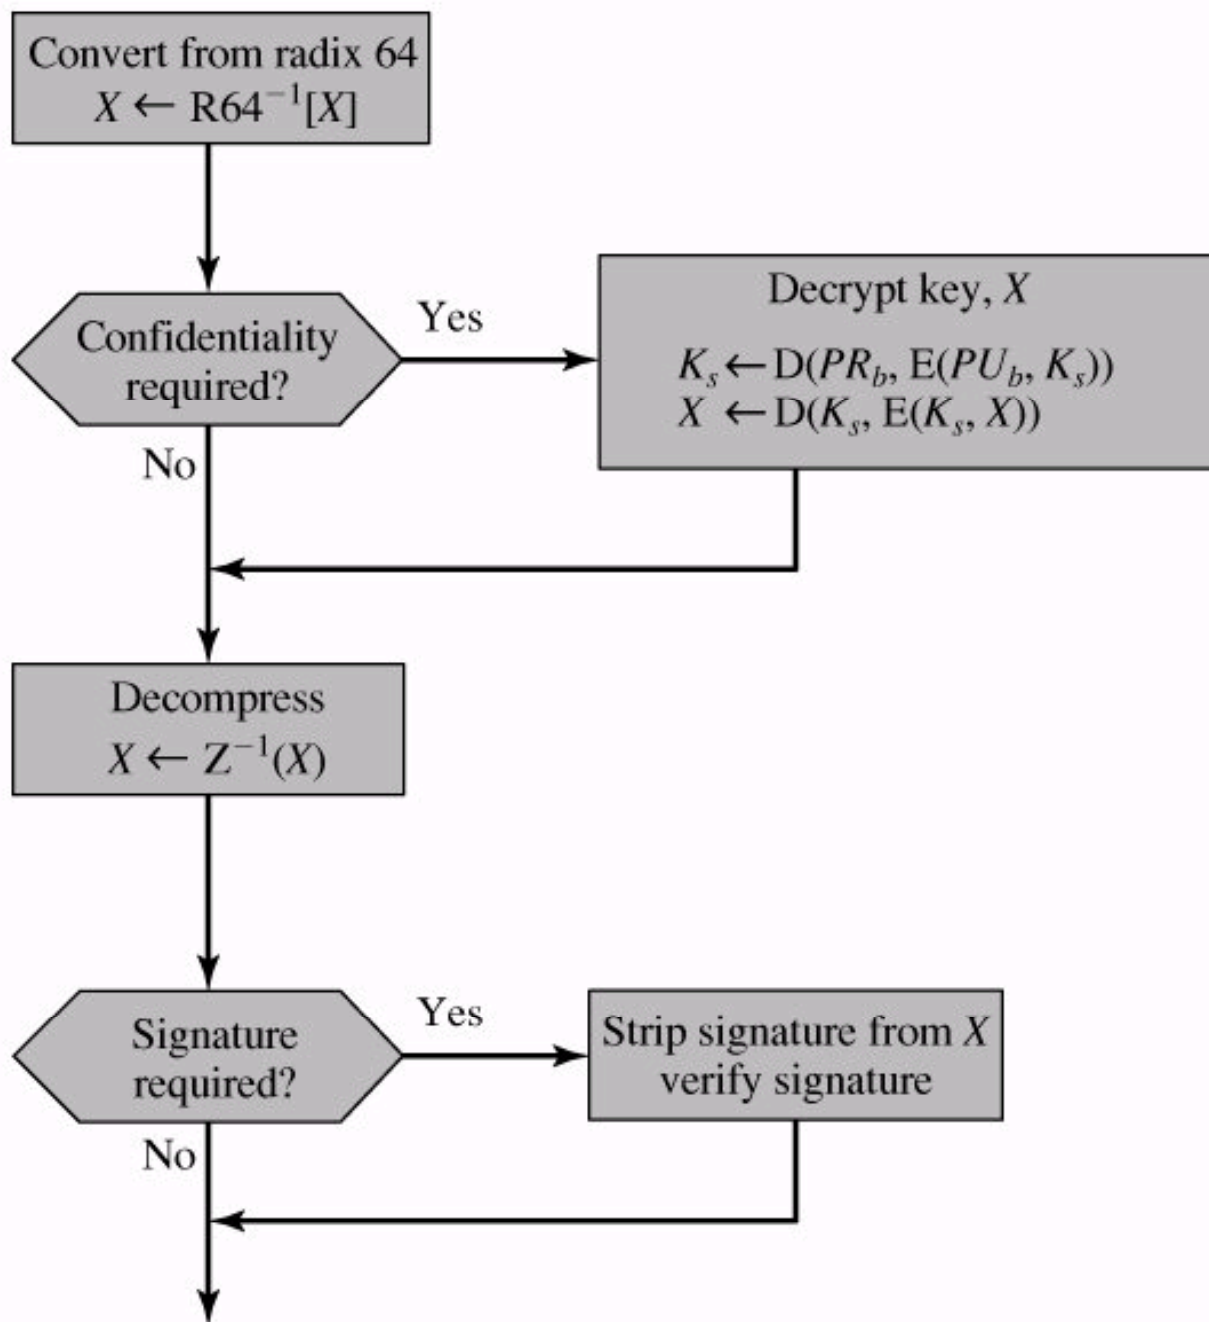 Convert from radix 64
X ← R64⁻¹[X]
Confidentiality
required?
Yes
No
Decrypt key, X
Kₛ ← D(PR_b, E(PU_b, Kₛ))
X ← D(Kₛ, E(Kₛ, X))
Decompress
X ← Z⁻¹(X)
Signature
required?
Yes
No
Strip signature from X
verify signature